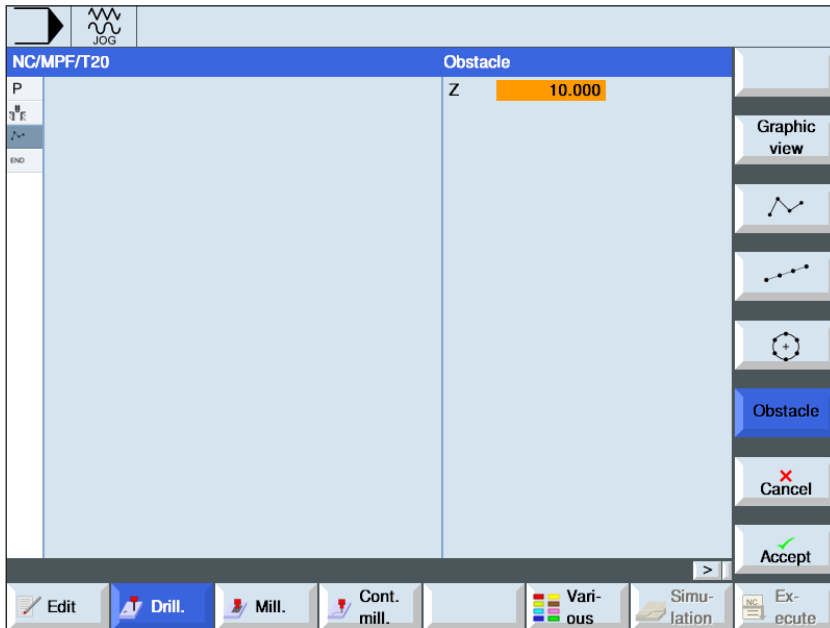 JOG
NC/MPF/T20
Obstacle
P
Z 10.000
END
Graphic
view
Obstacle
Cancel
Accept
>
Edit
Drill.
Mill.
Cont.
mill.
Vari-
ous
Simu-
lation
NC
Ex-
ecute